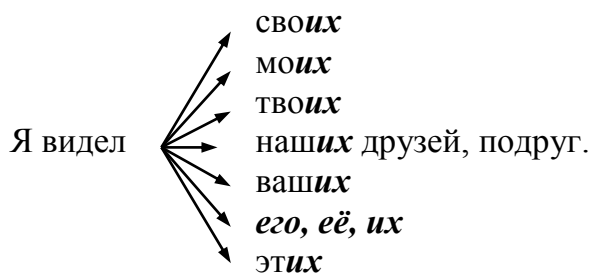 своих
моих
твоих
Я видел наших друзей, подруг.
ваших
его, её, их
этих